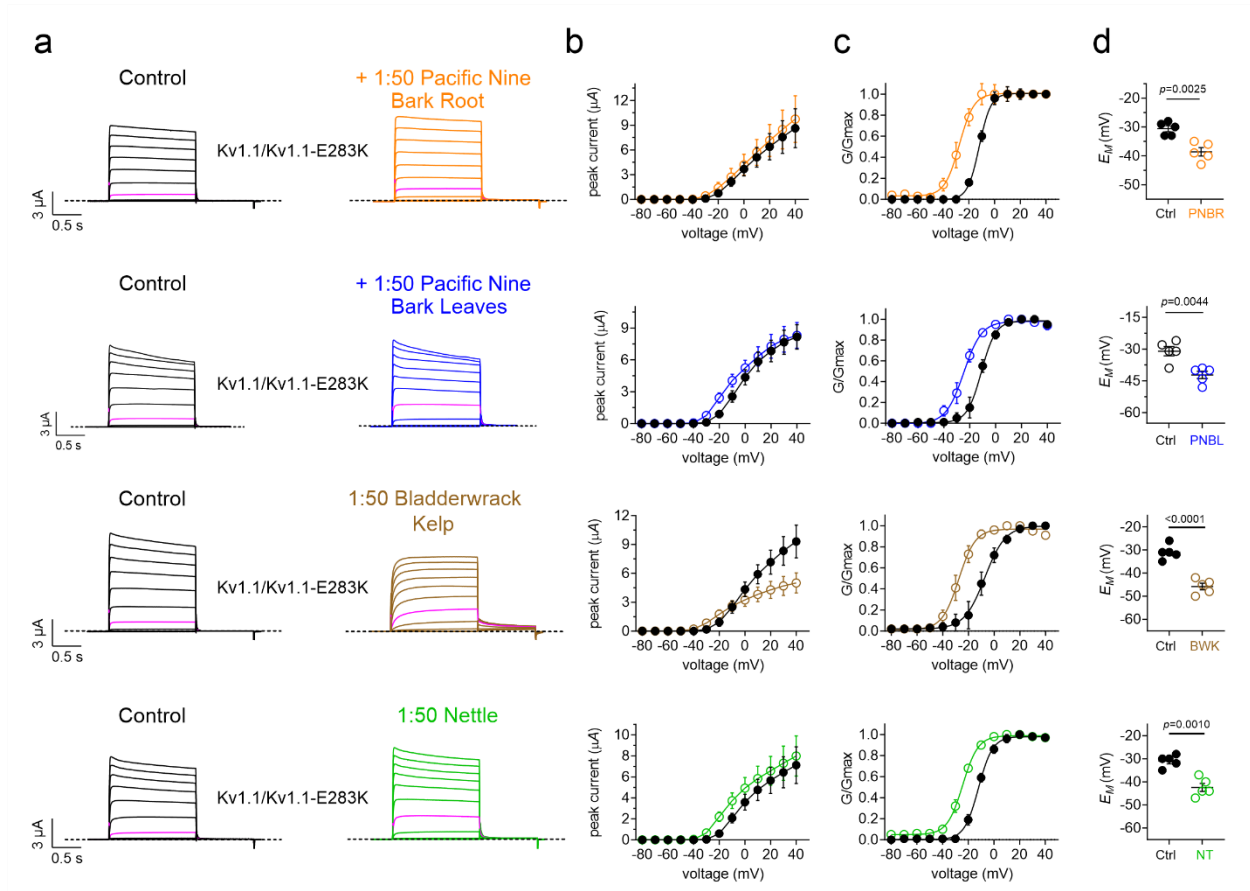 a
b
c
d
Control
+ 1:50 Pacific Nine
Bark Root
Kv1.1/Kv1.1-E283K
3 µA
0.5 s
peak current (µA)
12
9
6
3
0
-80 -60 -40 -20 0 20 40
voltage (mV)
G/Gmax
1.0
0.8
0.6
0.4
0.2
0.0
-80 -60 -40 -20 0 20 40
voltage (mV)
p=0.0025
EM (mV)
-20
-30
-40
-50
Ctrl PNBR
Control
+ 1:50 Pacific Nine
Bark Leaves
Kv1.1/Kv1.1-E283K
3 µA
0.5 s
peak current (µA)
9
6
3
0
-80 -60 -40 -20 0 20 40
voltage (mV)
G/Gmax
1.0
0.8
0.6
0.4
0.2
0.0
-80 -60 -40 -20 0 20 40
voltage (mV)
p=0.0044
EM (mV)
-15
-30
-45
-60
Ctrl PNBL
Control
1:50 Bladderwrack
Kelp
Kv1.1/Kv1.1-E283K
3 µA
0.5 s
peak current (µA)
12
9
6
3
0
-80 -60 -40 -20 0 20 40
voltage (mV)
G/Gmax
1.0
0.8
0.6
0.4
0.2
0.0
-80 -60 -40 -20 0 20 40
voltage (mV)
<0.0001
EM (mV)
-20
-30
-40
-50
-60
Ctrl BWK
Control
1:50 Nettle
Kv1.1/Kv1.1-E283K
3 µA
0.5 s
peak current (µA)
10
8
6
4
2
0
-80 -60 -40 -20 0 20 40
voltage (mV)
G/Gmax
1.0
0.8
0.6
0.4
0.2
0.0
-80 -60 -40 -20 0 20 40
voltage (mV)
p=0.0010
EM (mV)
-20
-30
-40
-50
-60
Ctrl NT